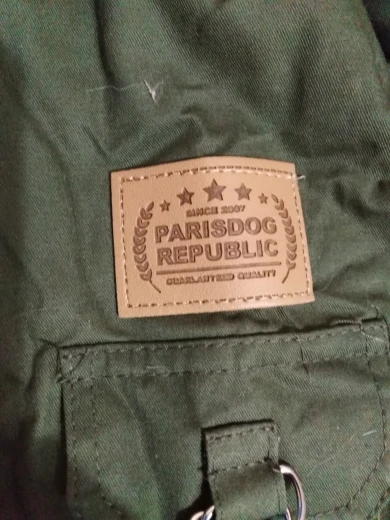 SINCE 2007
PARISDOG
REPUBLIC
GUARANTEED QUALITY